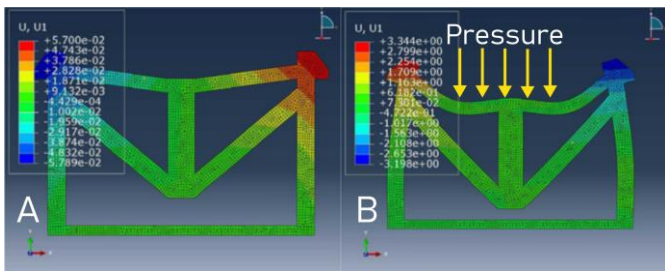 U, U1
+5.700e-02
+4.743e-02
+3.786e-02
+2.828e-02
+1.871e-02
+9.132e-03
-4.429e-04
-1.002e-02
-1.959e-02
-2.917e-02
-3.874e-02
-4.832e-02
-5.789e-02
A
Y
X
U, U1
+3.344e+00
+2.799e+00
+2.254e+00
+1.709e+00
+1.163e+00
+6.182e-01
+7.301e-02
-4.722e-01
-1.017e+00
-1.563e+00
-2.108e+00
-2.653e+00
-3.198e+00
Pressure
B
Y
X